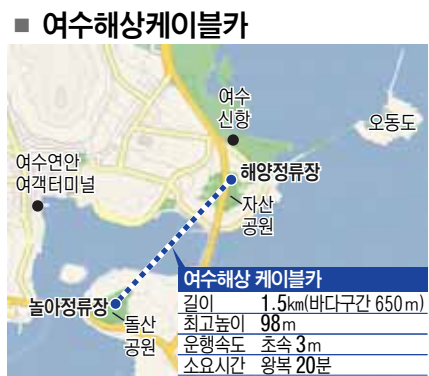 ■ 여수해상케이블카
여수
신항
오동도
해양정류장
여수연안
여객터미널
자산
공원
놀아정류장
돌산
공원
여수해상 케이블카
길이 1.5㎞(바다구간 650m)
최고높이 98m
운행속도 초속 3m
소요시간 왕복 20분